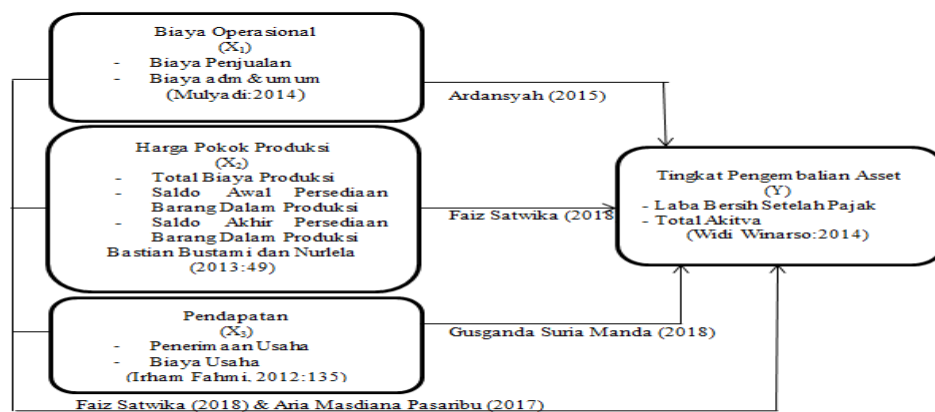 Biaya Operasional
(X₁)
- Biaya Penjualan
- Biaya adm & umum
(Mulyadi:2014)
Ardansyah (2015)
Harga Pokok Produksi
(X₂)
- Total Biaya Produksi
- Saldo Awal Persediaan
Barang Dalam Produksi
- Saldo Akhir Persediaan
Barang Dalam Produksi
Bastian Bustami dan Nurlela
(2013:49)
Faiz Satwika (2018
Tingkat Pengembalian Asset
(Y)
- Laba Bersih Setelah Pajak
- Total Akitva
(Widi Winarso:2014)
Pendapatan
(X₃)
- Penerimaan Usaha
- Biaya Usaha
(Irham Fahmi, 2012:135)
Gusganda Suria Manda (2018)
Faiz Satwika (2018) & Aria Masdiana Pasaribu (2017)